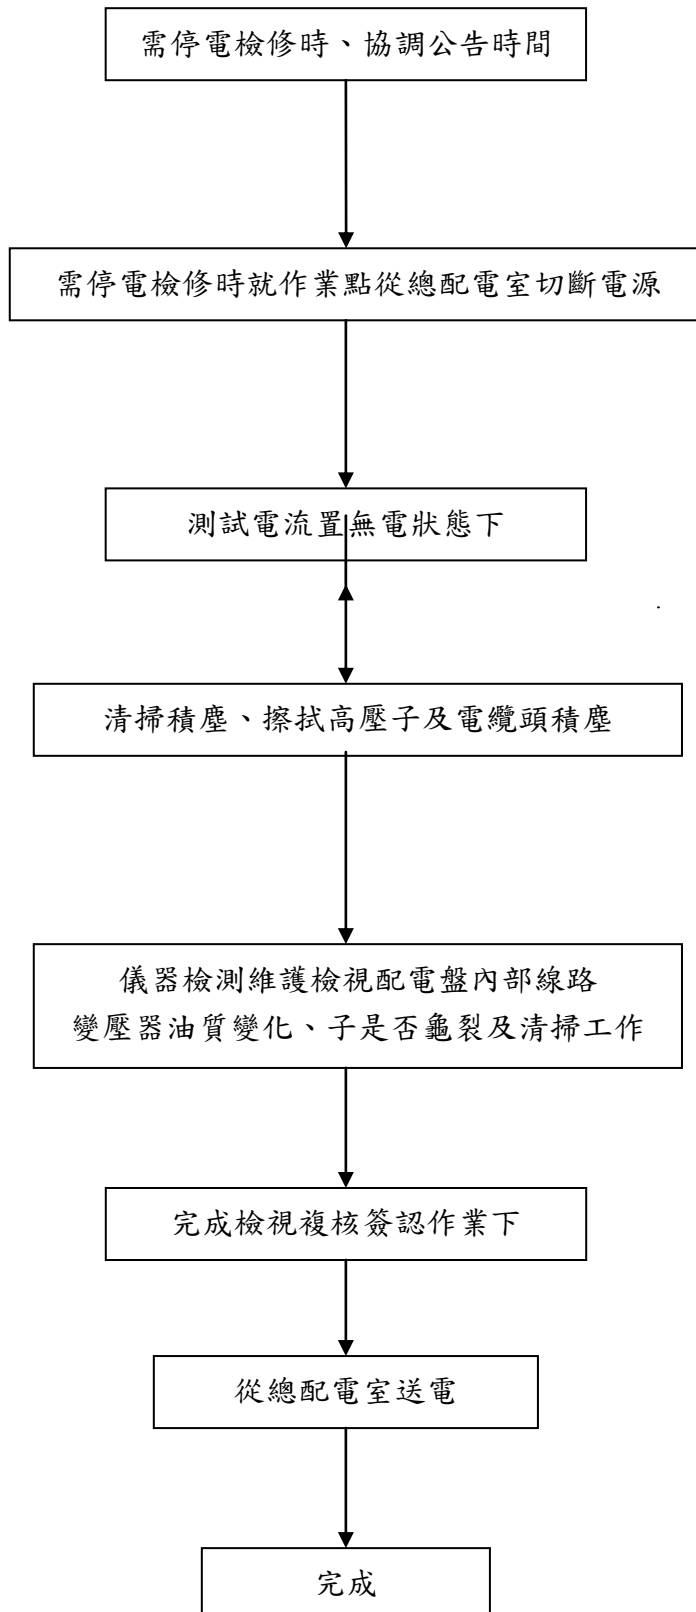 需停電檢修時、協調公告時間
需停電檢修時就作業點從總配電室切斷電源
測試電流置無電狀態下
清掃積塵、擦拭高壓子及電纜頭積塵
儀器檢測維護檢視配電盤內部線路
變壓器油質變化、子是否龜裂及清掃工作
完成檢視複核簽認作業下
從總配電室送電
完成